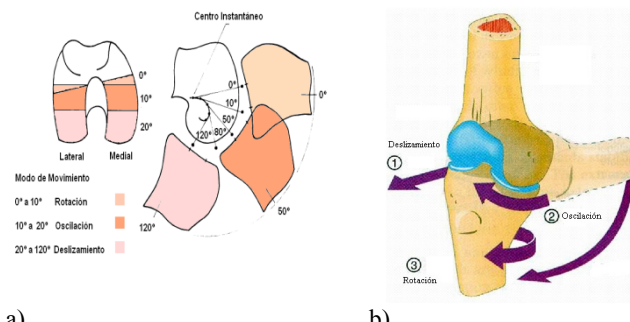 Centro Instantáneo
0°
10°
20°
Lateral Medial
Modo de Movimiento
0° a 10° Rotación
10° a 20° Oscilación
20° a 120° Deslizamiento
0°
10°
50°
80°
120°
0°
50°
120°
a)
Deslizamiento
1
2 Oscilación
3
Rotación
b)